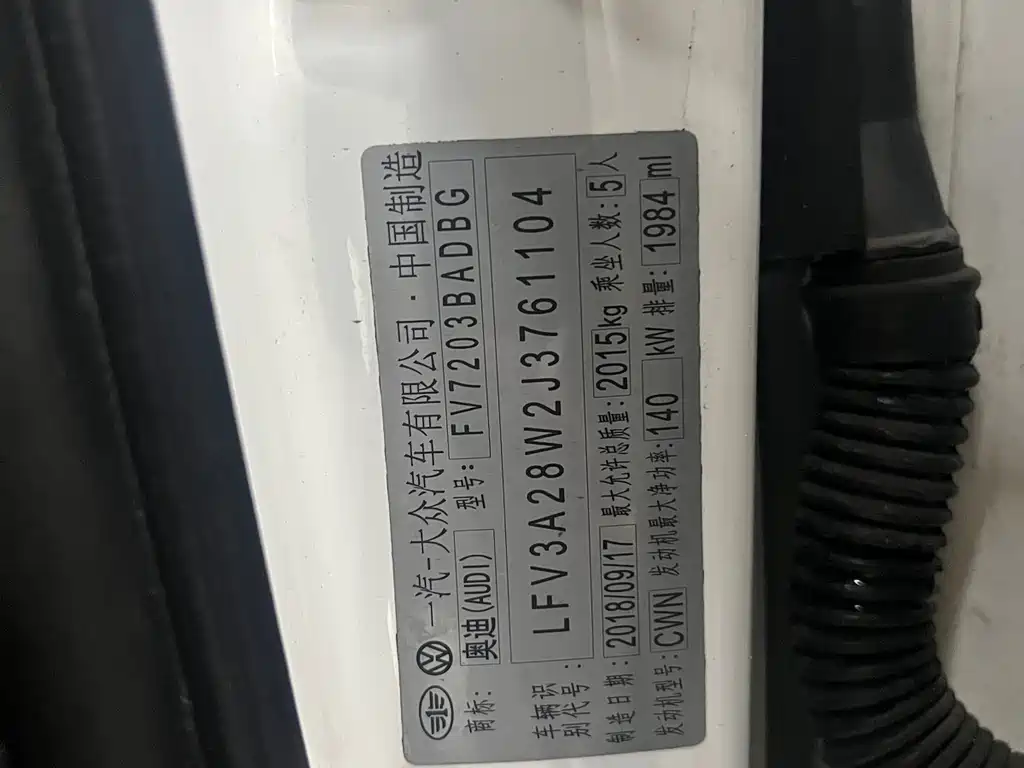 一汽-大众汽车有限公司·中国制造
商标: 奥迪(AUDI) 型号: FV7203BADBG
车辆识别代号: LFV3A28W2J3761104
制造日期: 2018/09/17 最大允许总质量: 2015kg 乘坐人数: 5人
发动机型号: CWN 发动机最大净功率: 140 kW 排量: 1984 ml